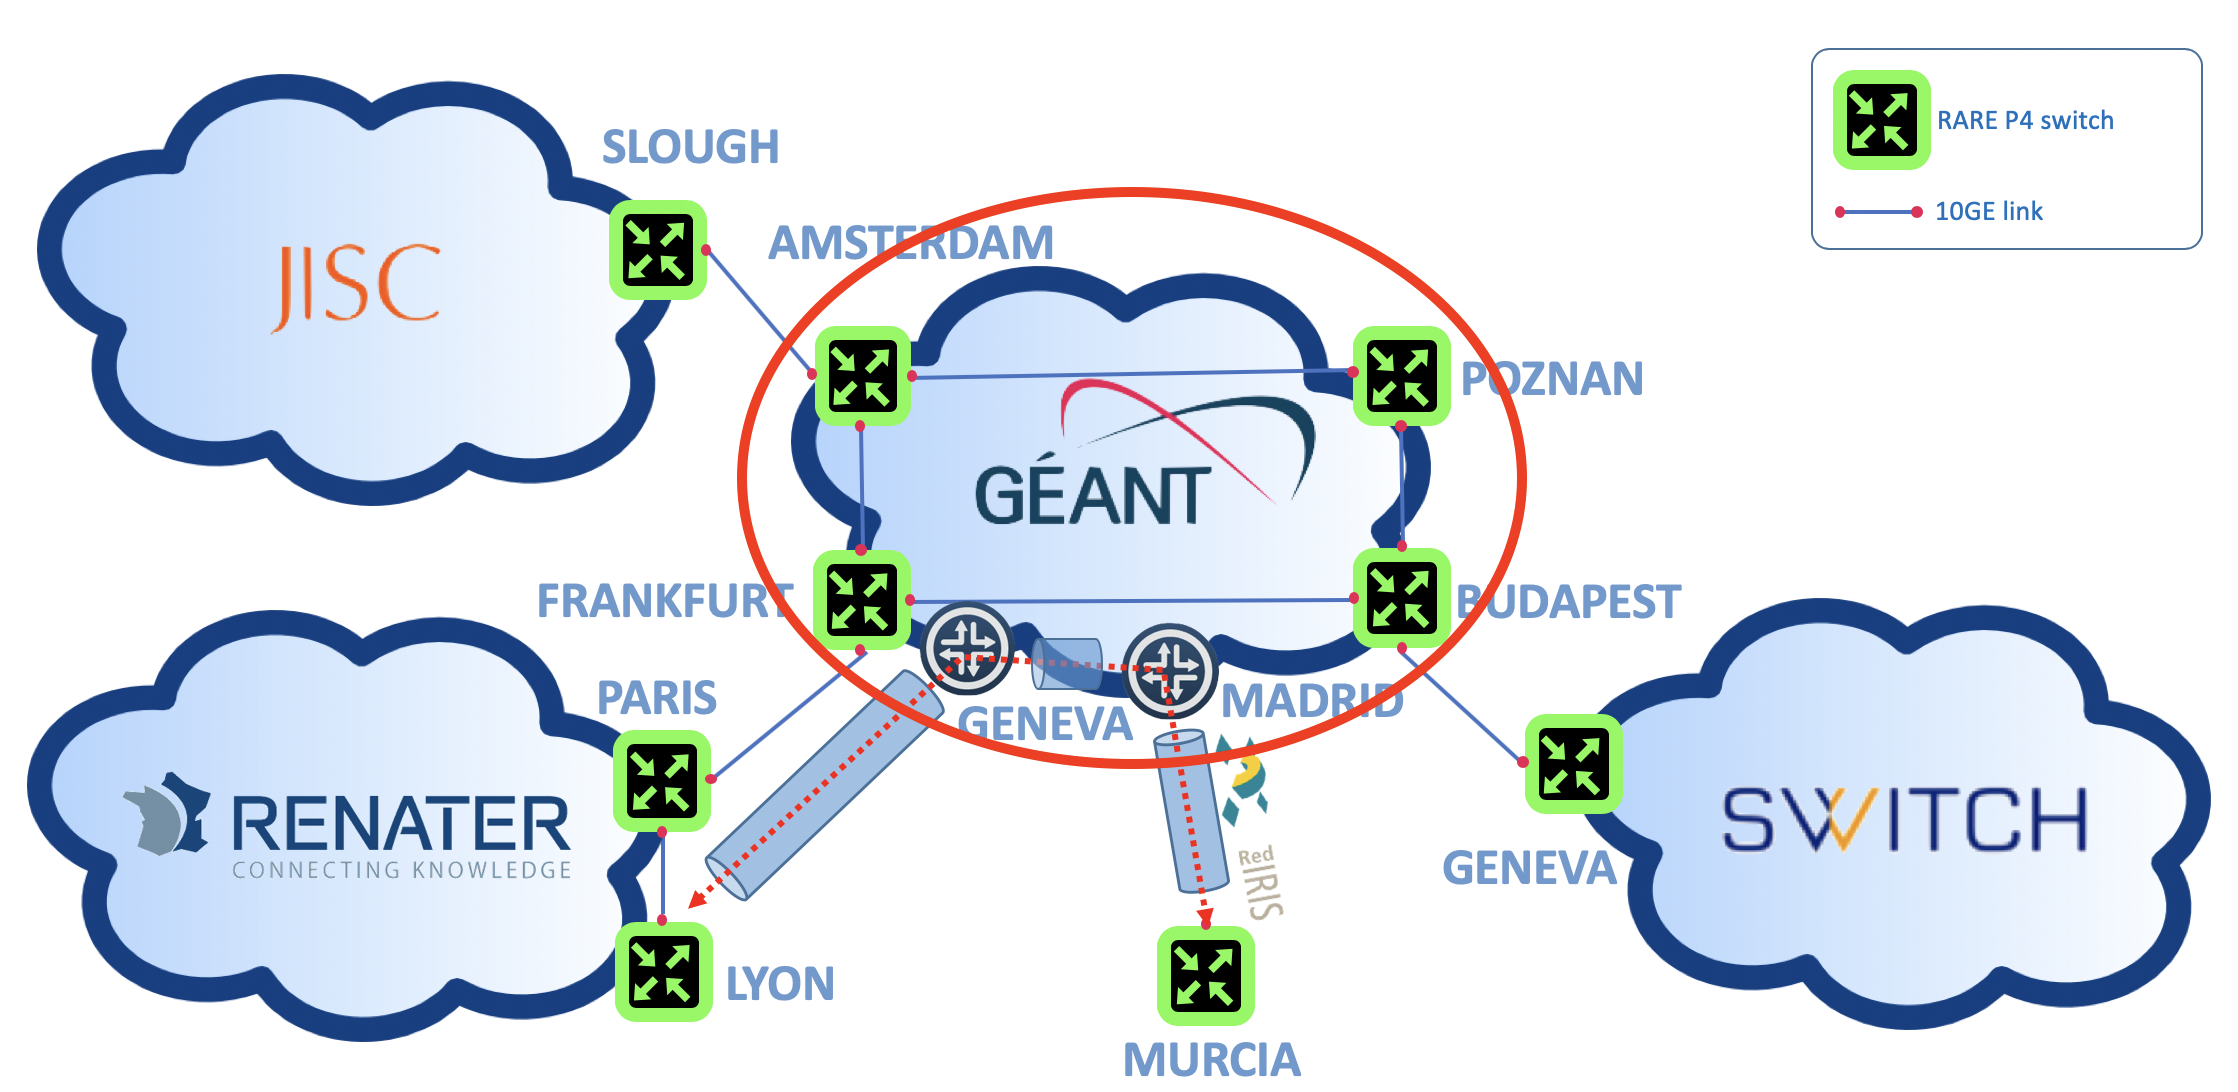 RARE P4 switch
10GE link
SLOUGH
JISC
AMSTERDAM
POZNAN
GÉANT
FRANKFURT
BUDAPEST
PARIS
GENEVA
MADRID
RENATER
CONNECTING KNOWLEDGE
Red
IRIS
SWITCH
GENEVA
LYON
MURCIA